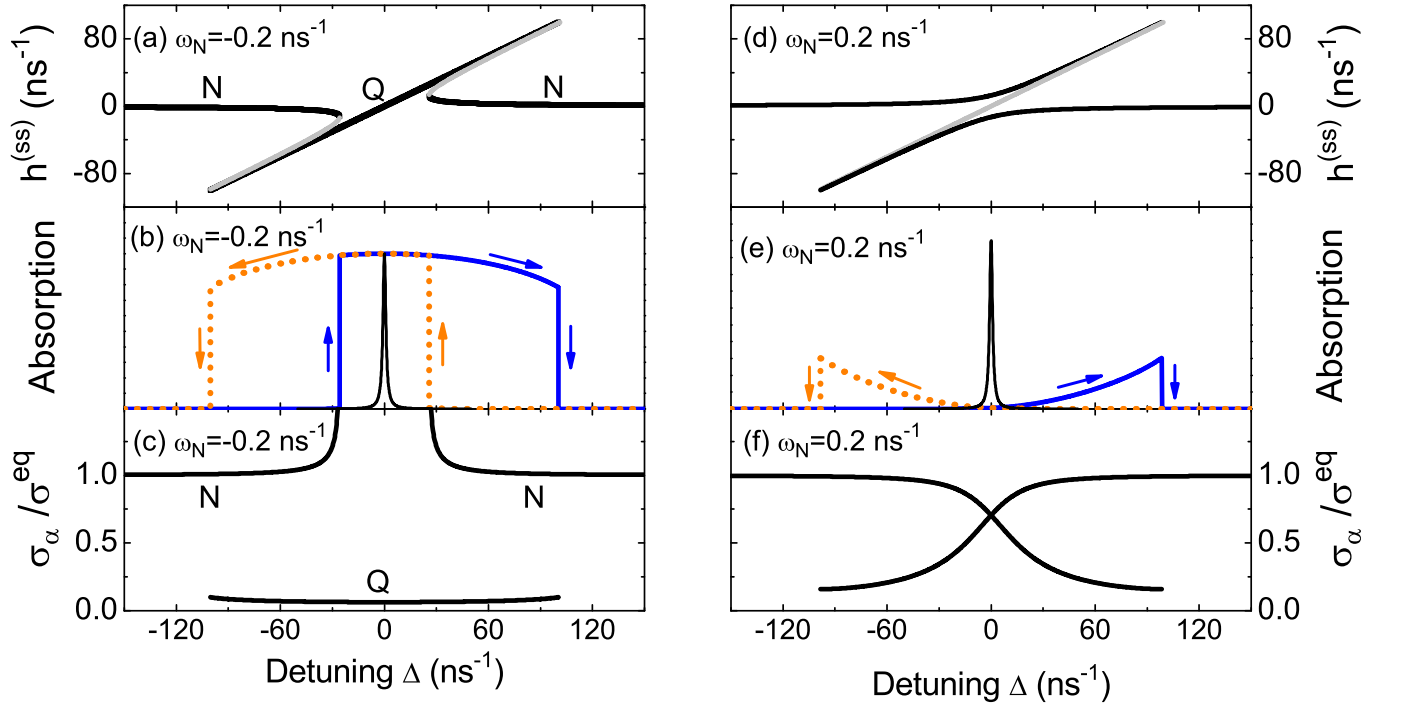 (a) ωN=-0.2 ns-1
N
Q
N
80
0
-80
h(ss) (ns-1)
(b) ωN=-0.2 ns-1
Absorption
(c) ωN=-0.2 ns-1
N
N
Q
1.0
0.5
0.0
σα /σeq
-120 -60 0 60 120
Detuning Δ (ns-1)
(d) ωN=0.2 ns-1
80
0
-80
h(ss) (ns-1)
(e) ωN=0.2 ns-1
Absorption
(f) ωN=0.2 ns-1
1.0
0.5
0.0
σα /σeq
-120 -60 0 60 120
Detuning Δ (ns-1)